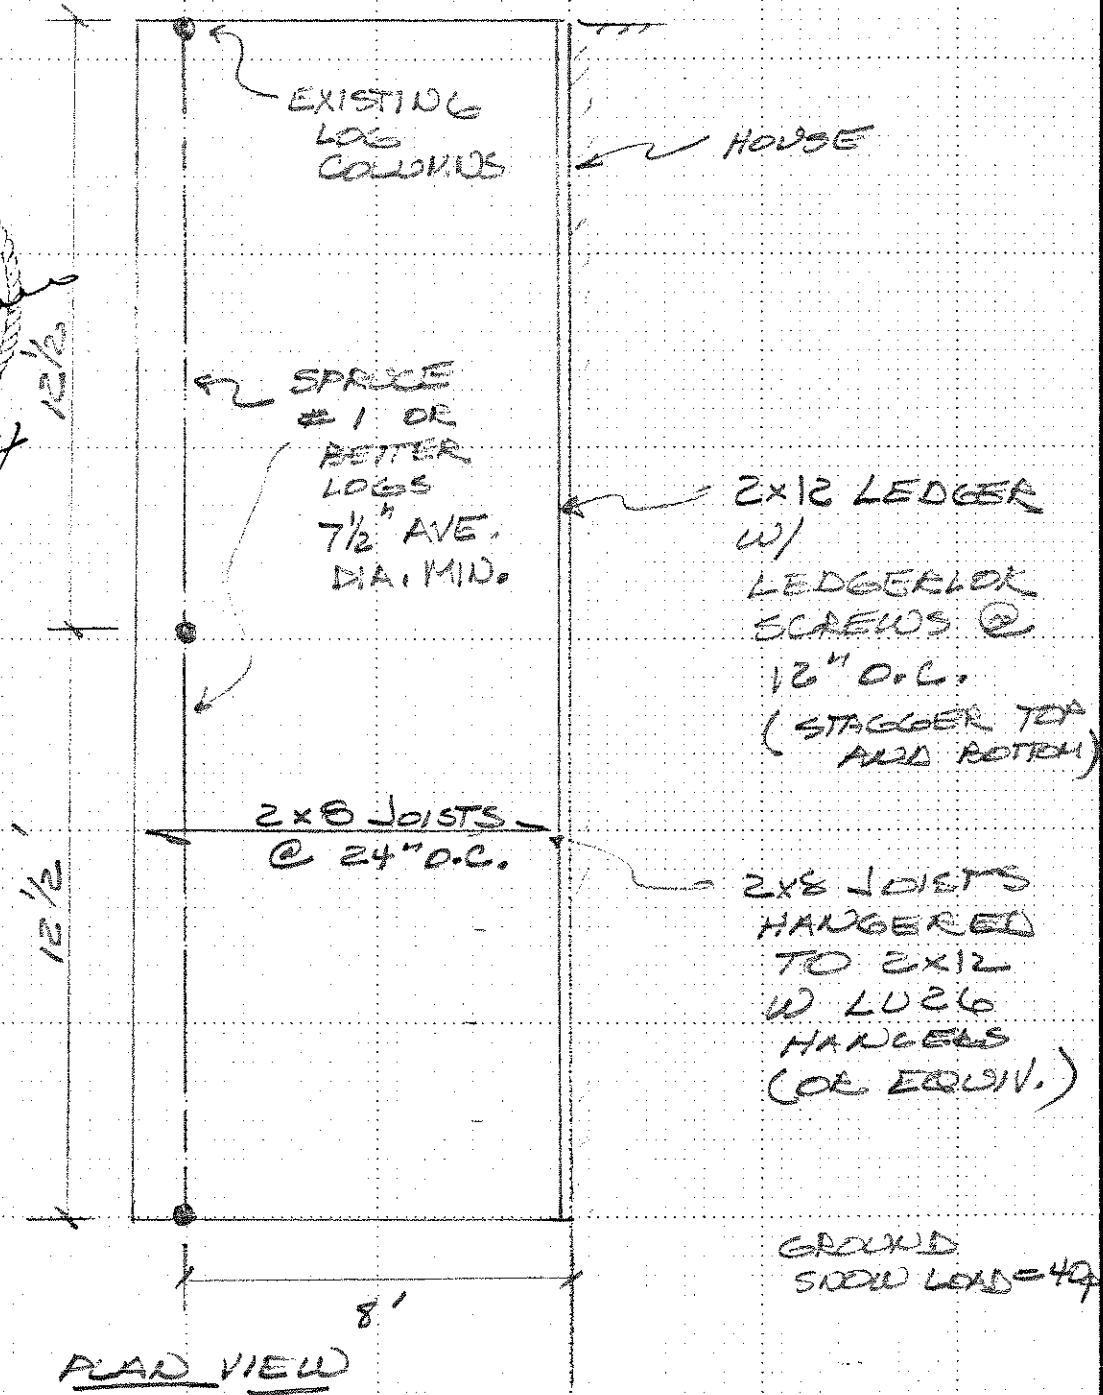 EXISTING
LOG
COLUMNS
HOUSE
12 1/2
SPRUCE
# 1 OR
BETTER
LOGS
7 1/2" AVE.
DIA. MIN.
2x12 LEDGER
W/
LEDGERLOK
SCREWS @
12" O.C.
(STAGGER TOP
AND BOTTOM)
2x8 JOISTS
@ 24" O.C.
12 1/2'
2x8 JOISTS
HANGERED
TO 2x12
W LU26
HANGERS
(OR EQUIV.)
GROUND
SNOW LOAD = 40p
8'
PLAN VIEW